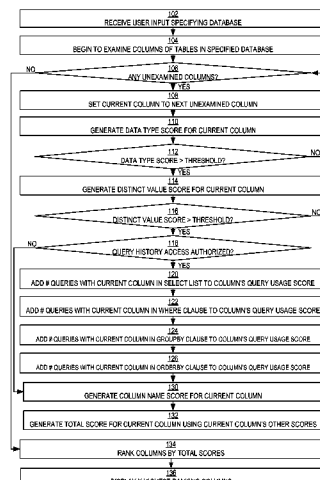 102
RECEIVE USER INPUT SPECIFYING DATABASE
104
BEGIN TO EXAMINE COLUMNS OF TABLES IN SPECIFIED DATABASE
106
NO
ANY UNEXAMINED COLUMNS?
YES
108
SET CURRENT COLUMN TO NEXT UNEXAMINED COLUMN
110
GENERATE DATA TYPE SCORE FOR CURRENT COLUMN
112
NO
DATA TYPE SCORE > THRESHOLD?
YES
114
GENERATE DISTINCT VALUE SCORE FOR CURRENT COLUMN
116
NO
DISTINCT VALUE SCORE > THRESHOLD?
YES
118
NO
QUERY HISTORY ACCESS AUTHORIZED?
YES
120
ADD # QUERIES WITH CURRENT COLUMN IN SELECT LIST TO COLUMN'S QUERY USAGE SCORE
122
ADD # QUERIES WITH CURRENT COLUMN IN WHERE CLAUSE TO COLUMN'S QUERY USAGE SCORE
124
ADD # QUERIES WITH CURRENT COLUMN IN GROUPBY CLAUSE TO COLUMN'S QUERY USAGE SCORE
126
ADD # QUERIES WITH CURRENT COLUMN IN ORDERBY CLAUSE TO COLUMN'S QUERY USAGE SCORE
130
GENERATE COLUMN NAME SCORE FOR CURRENT COLUMN
132
GENERATE TOTAL SCORE FOR CURRENT COLUMN USING CURRENT COLUMN'S OTHER SCORES
134
RANK COLUMNS BY TOTAL SCORES
136